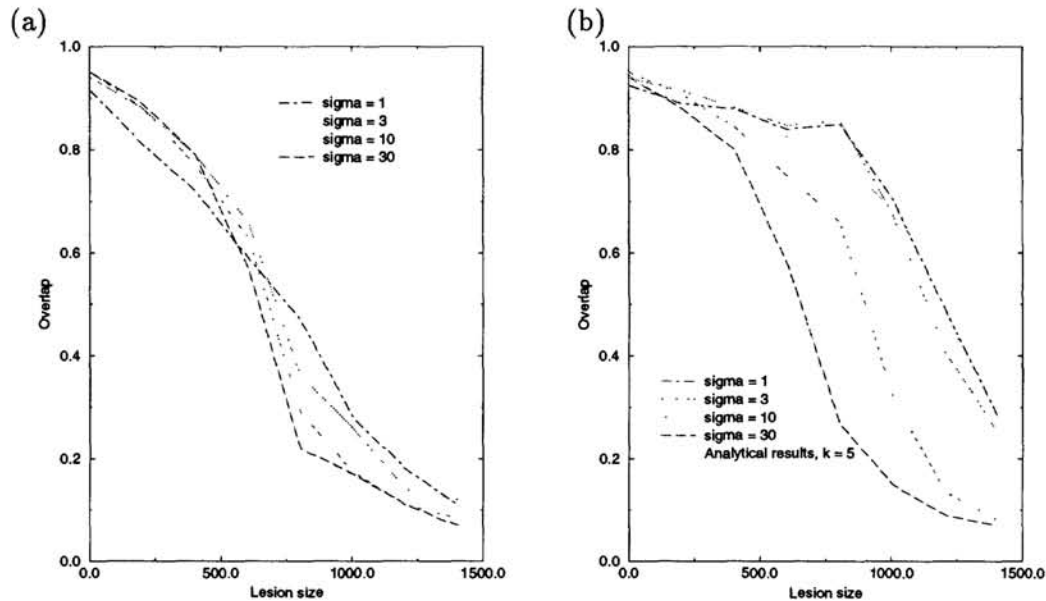 (a)
1.0
0.8
0.6
0.4
0.2
0.0
Overlap
sigma = 1
sigma = 3
sigma = 10
sigma = 30
0.0
500.0
1000.0
1500.0
Lesion size
(b)
1.0
0.8
0.6
0.4
0.2
0.0
Overlap
sigma = 1
sigma = 3
sigma = 10
sigma = 30
Analytical results, k = 5
0.0
500.0
1000.0
1500.0
Lesion size